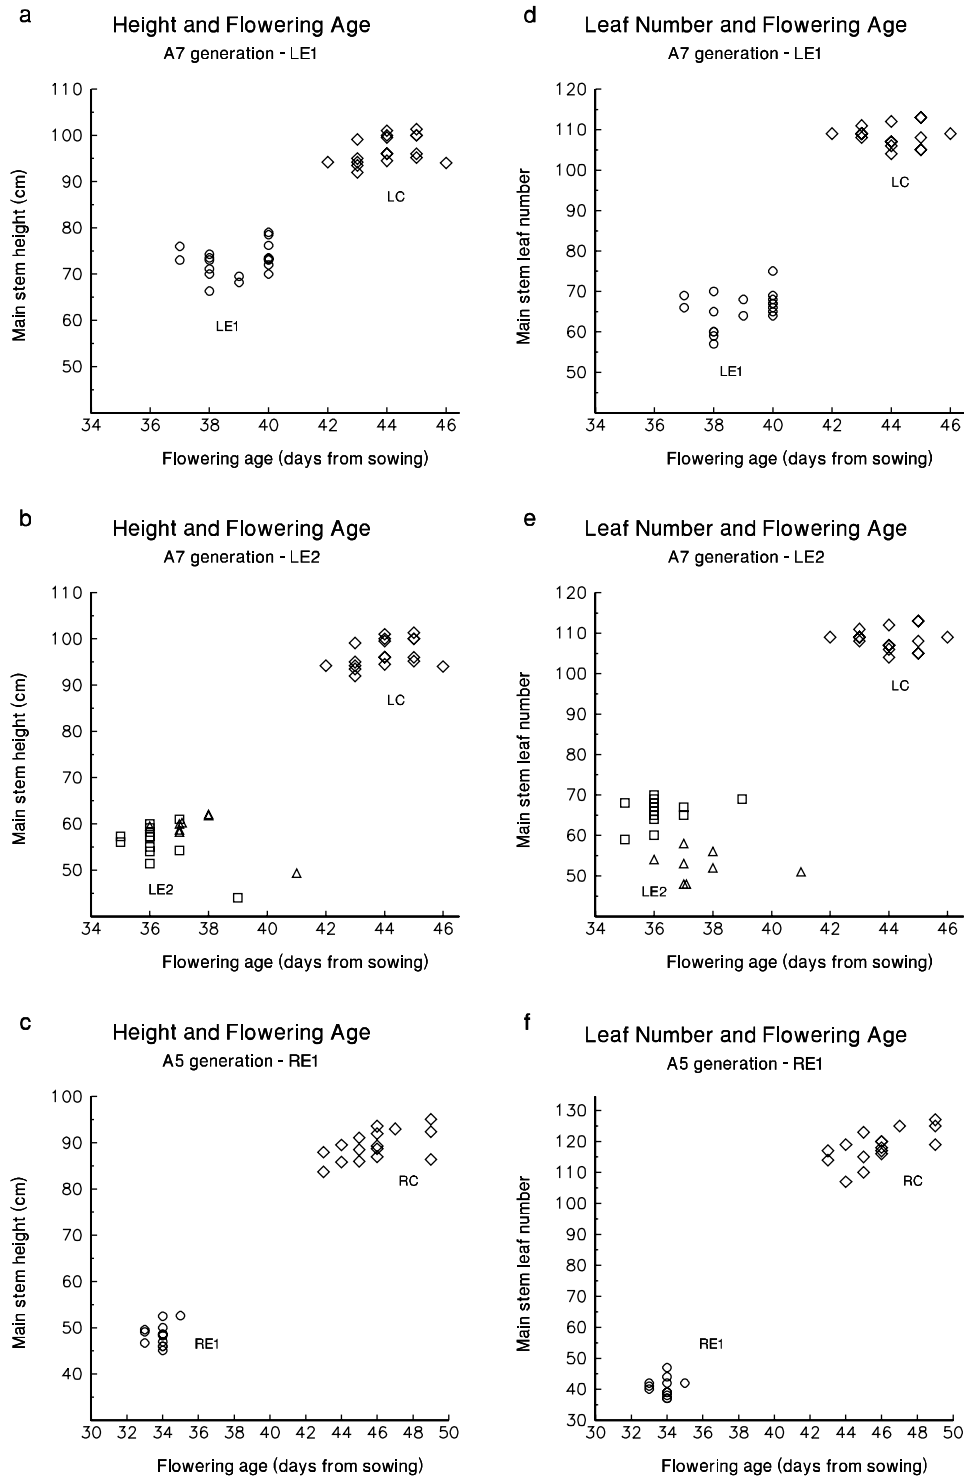 a
Height and Flowering Age
A7 generation - LE1
110
100
90
80
70
60
50
Main stem height (cm)
LC
LE1
34 36 38 40 42 44 46
Flowering age (days from sowing)
d
Leaf Number and Flowering Age
A7 generation - LE1
120
110
100
90
80
70
60
50
Main stem leaf number
LC
LE1
34 36 38 40 42 44 46
Flowering age (days from sowing)
b
Height and Flowering Age
A7 generation - LE2
110
100
90
80
70
60
50
Main stem height (cm)
LC
LE2
34 36 38 40 42 44 46
Flowering age (days from sowing)
e
Leaf Number and Flowering Age
A7 generation - LE2
120
110
100
90
80
70
60
50
Main stem leaf number
LC
LE2
34 36 38 40 42 44 46
Flowering age (days from sowing)
c
Height and Flowering Age
A5 generation - RE1
100
90
80
70
60
50
40
Main stem height (cm)
RC
RE1
30 32 34 36 38 40 42 44 46 48 50
Flowering age (days from sowing)
f
Leaf Number and Flowering Age
A5 generation - RE1
130
120
110
100
90
80
70
60
50
40
30
Main stem leaf number
RC
RE1
30 32 34 36 38 40 42 44 46 48 50
Flowering age (days from sowing)